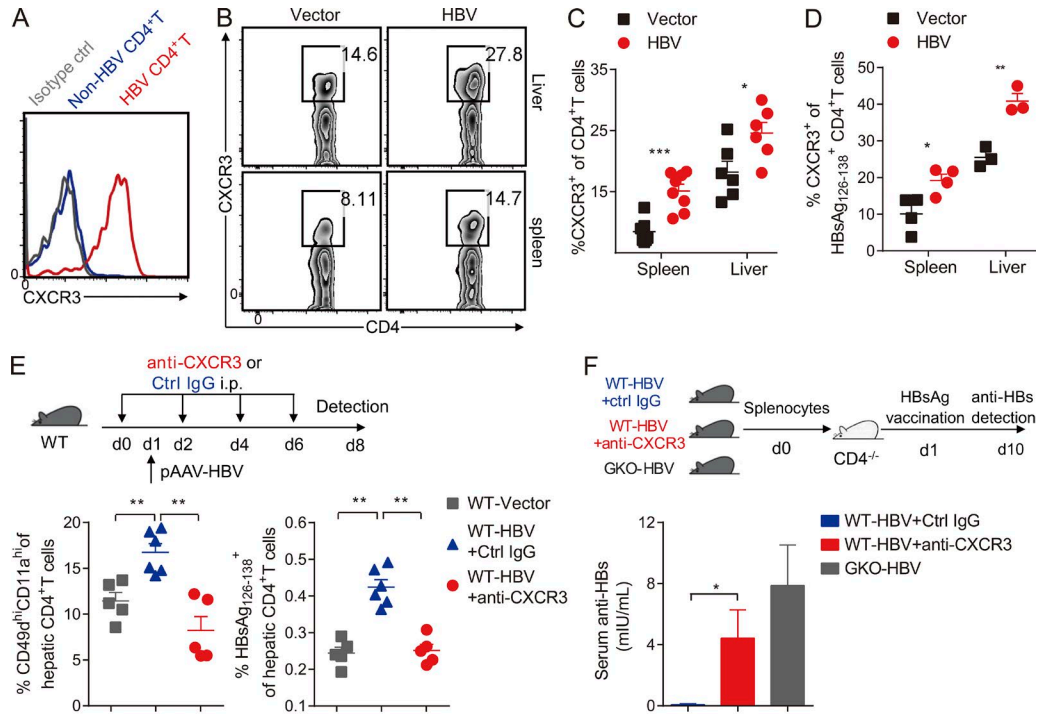 A
Isotype ctrl
Non-HBV CD4⁺T
HBV CD4⁺T
0
CXCR3
B
Vector
HBV
14.6
27.8
Liver
CXCR3
8.11
14.7
spleen
0
0
CD4
C
Vector
HBV
%CXCR3⁺ of CD4⁺T cells
35
25
15
***
*
Spleen
Liver
D
Vector
HBV
% CXCR3⁺ of
HBsAg₁₂₆₋₁₃₈⁺ CD4⁺T cells
50
40
30
20
10
0
*
**
Spleen
Liver
E
anti-CXCR3 or
Ctrl IgG i.p.
Detection
WT
d0
d1
d2
d4
d6
d8
pAAV-HBV
% CD49dʰⁱCD11aʰⁱof
hepatic CD4⁺T cells
20
15
10
5
0
**
**
% HBsAg₁₂₆₋₁₃₈⁺
of hepatic CD4⁺T cells
0.6
0.5
0.4
0.3
0.2
0.1
**
**
WT-Vector
WT-HBV
+Ctrl IgG
WT-HBV
+anti-CXCR3
F
WT-HBV
+ctrl IgG
WT-HBV
+anti-CXCR3
GKO-HBV
Splenocytes
d0
CD4⁻/⁻
HBsAg
vaccination
d1
anti-HBs
detection
d10
Serum anti-HBs
(mIU/mL)
12
8
4
0
*
WT-HBV+Ctrl IgG
WT-HBV+anti-CXCR3
GKO-HBV